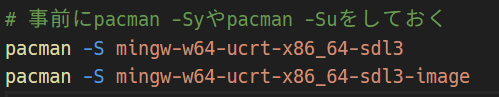 # 事前にpacman -Syやpacman -Suをしておく
pacman -S mingw-w64-ucrt-x86_64-sdl3
pacman -S mingw-w64-ucrt-x86_64-sdl3-image